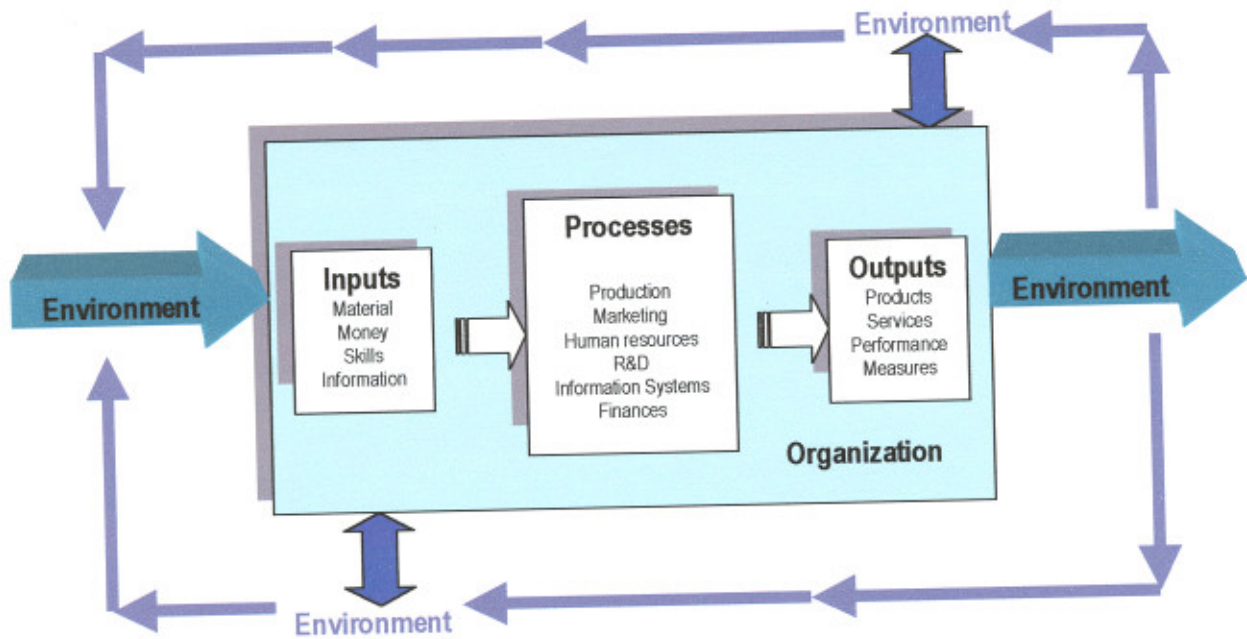 Environment
Environment
Inputs
Material
Money
Skills
Information
Processes
Production
Marketing
Human resources
R&D
Information Systems
Finances
Outputs
Products
Services
Performance
Measures
Environment
Organization
Environment